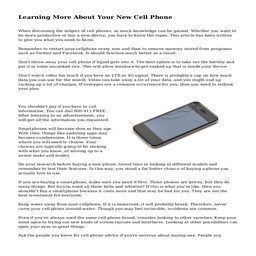 Learning More About Your New Cell Phone
When discussing the subject of cell phones, so much knowledge can be gained. Whether you want to
be more productive or buy a new device, you have to know the ropes. This article has been written
to give you what you need to know.
Remember to restart your cellphone every now and then to remove memory stored from programs
such as Twitter and Facebook. It should function much better as a result.
Don't throw away your cell phone if liquid gets into it. The best option is to take out the battery and
put it in some uncooked rice. This will allow moisture to get soaked up that is inside your device.
Don't watch video too much if you have an LTE or 4G signal. There is probably a cap on how much
data you can use for the month. Video can take away a lot of your data, and you might end up
racking up a lot of charges. If overages are a common occurrence for you, then you need to rethink
your plan.
You shouldn't pay if you have to call
information. You can dial 800-411-FREE.
After listening to an advertisement, you
will get all the information you requested.
Smartphones will become slow as they age.
With time, things like updating apps may
become cumbersome. It is these times
where you will need to choose. Your
choices are typically going to be sticking
with what you know, or moving up to a
newer make and model.
Do your research before buying a new phone. Invest time in looking at different models and
remember to test their features. In this way, you stand a far better chance of buying a phone you
actually love to use.
If you are buying a smartphone, make sure you need it first. These phones are pricey, but they do
many things. But do you need all those bells and whistles? If this is what you're like, then you
shouldn't buy a smartphone because it costs more and that may be bad for you. They are not the
best investment for everyone.
Keep water away from your cellphone. If it is immersed, it will probably break. Therefore, never
carry your cell phone around water. Though you may feel invincible, accidents are common.
Even if you've always used the same cell phone brand, consider looking to other varieties. Keep your
mind open to trying out new kinds of screen layouts and interfaces. Looking at other possibilities can
open your eyes to great things.
Ask the people you know for cell phone advice if you're nervous about buying one. People you